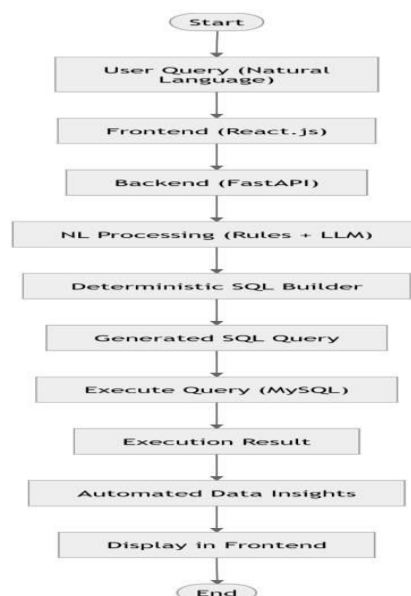 Start
User Query (Natural
Language)
Frontend (React.js)
Backend (FastAPI)
NL Processing (Rules + LLM)
Deterministic SQL Builder
Generated SQL Query
Execute Query (MySQL)
Execution Result
Automated Data Insights
Display in Frontend
End